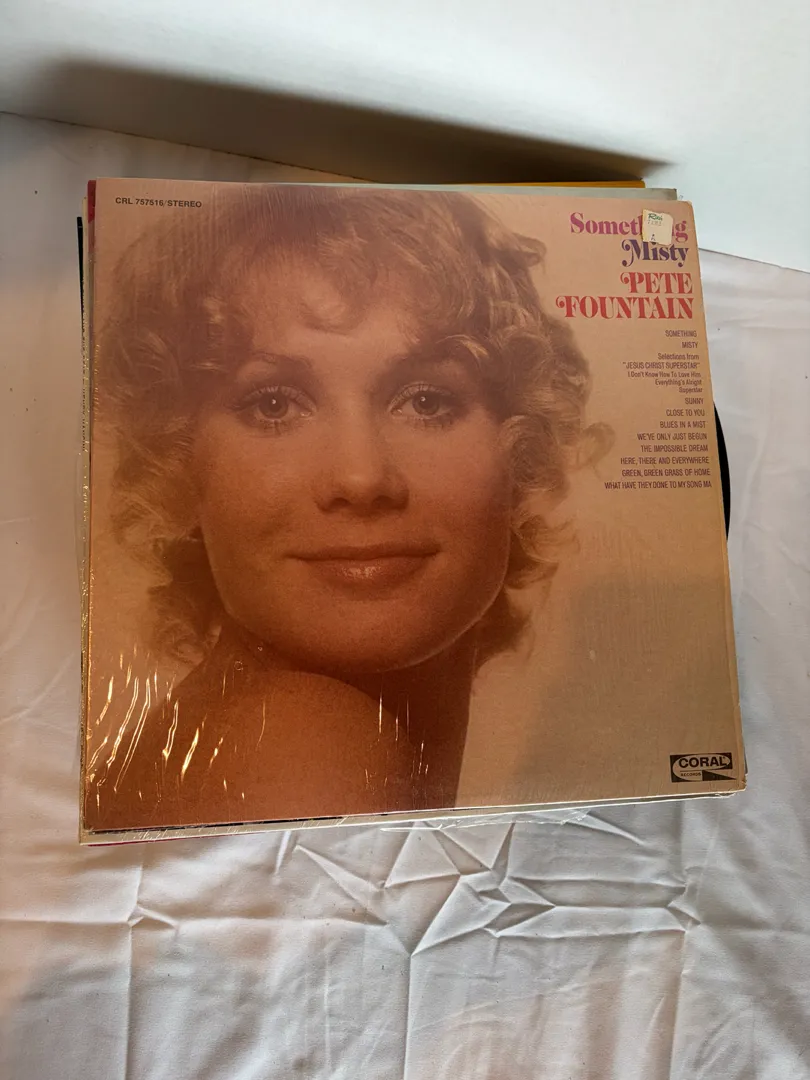 CRL 757516/STEREO
Something
Misty
PETE
FOUNTAIN
SOMETHING
MISTY
Selections from
"JESUS CHRIST SUPERSTAR"
I Don't Know How To Love Him
Everything's Alright
Superstar
SUNNY
CLOSE TO YOU
BLUES IN A MIST
WE'VE ONLY JUST BEGUN
THE IMPOSSIBLE DREAM
HERE, THERE AND EVERYWHERE
GREEN, GREEN GRASS OF HOME
WHAT HAVE THEY DONE TO MY SONG MA
CORAL
RECORDS